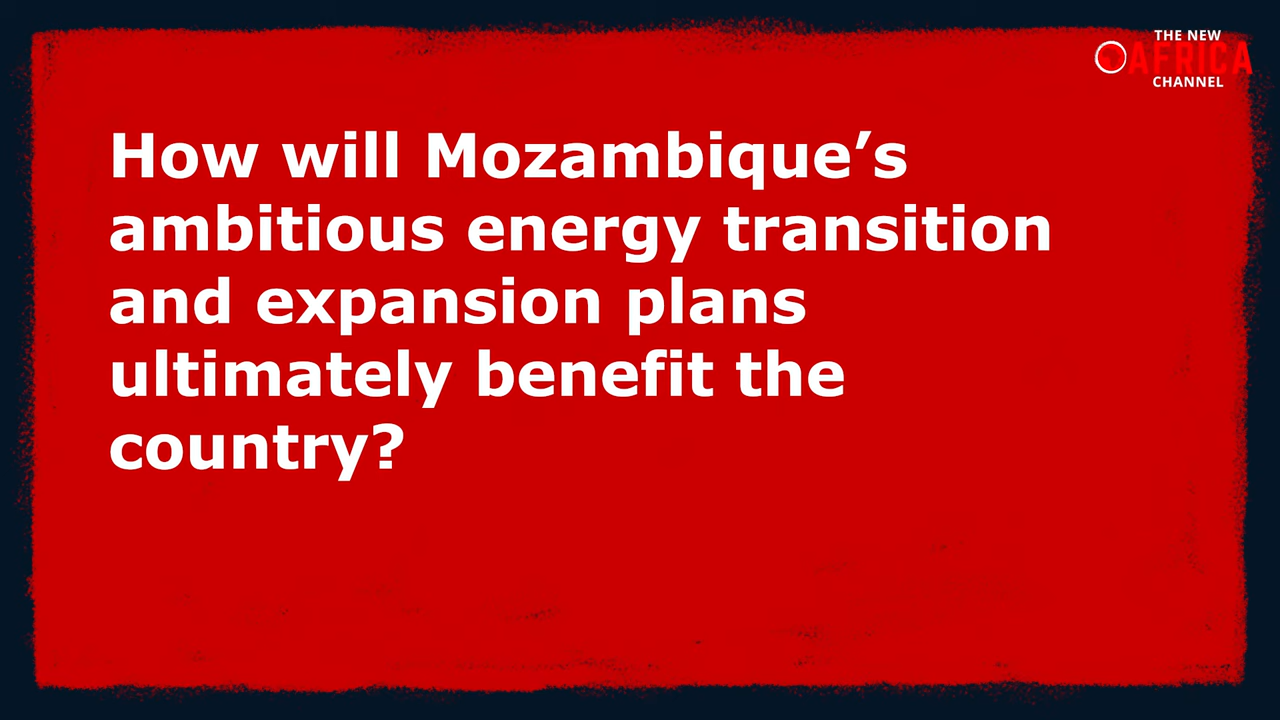 THE NEW
AFRICA
CHANNEL
How will Mozambique’s
ambitious energy transition
and expansion plans
ultimately benefit the
country?